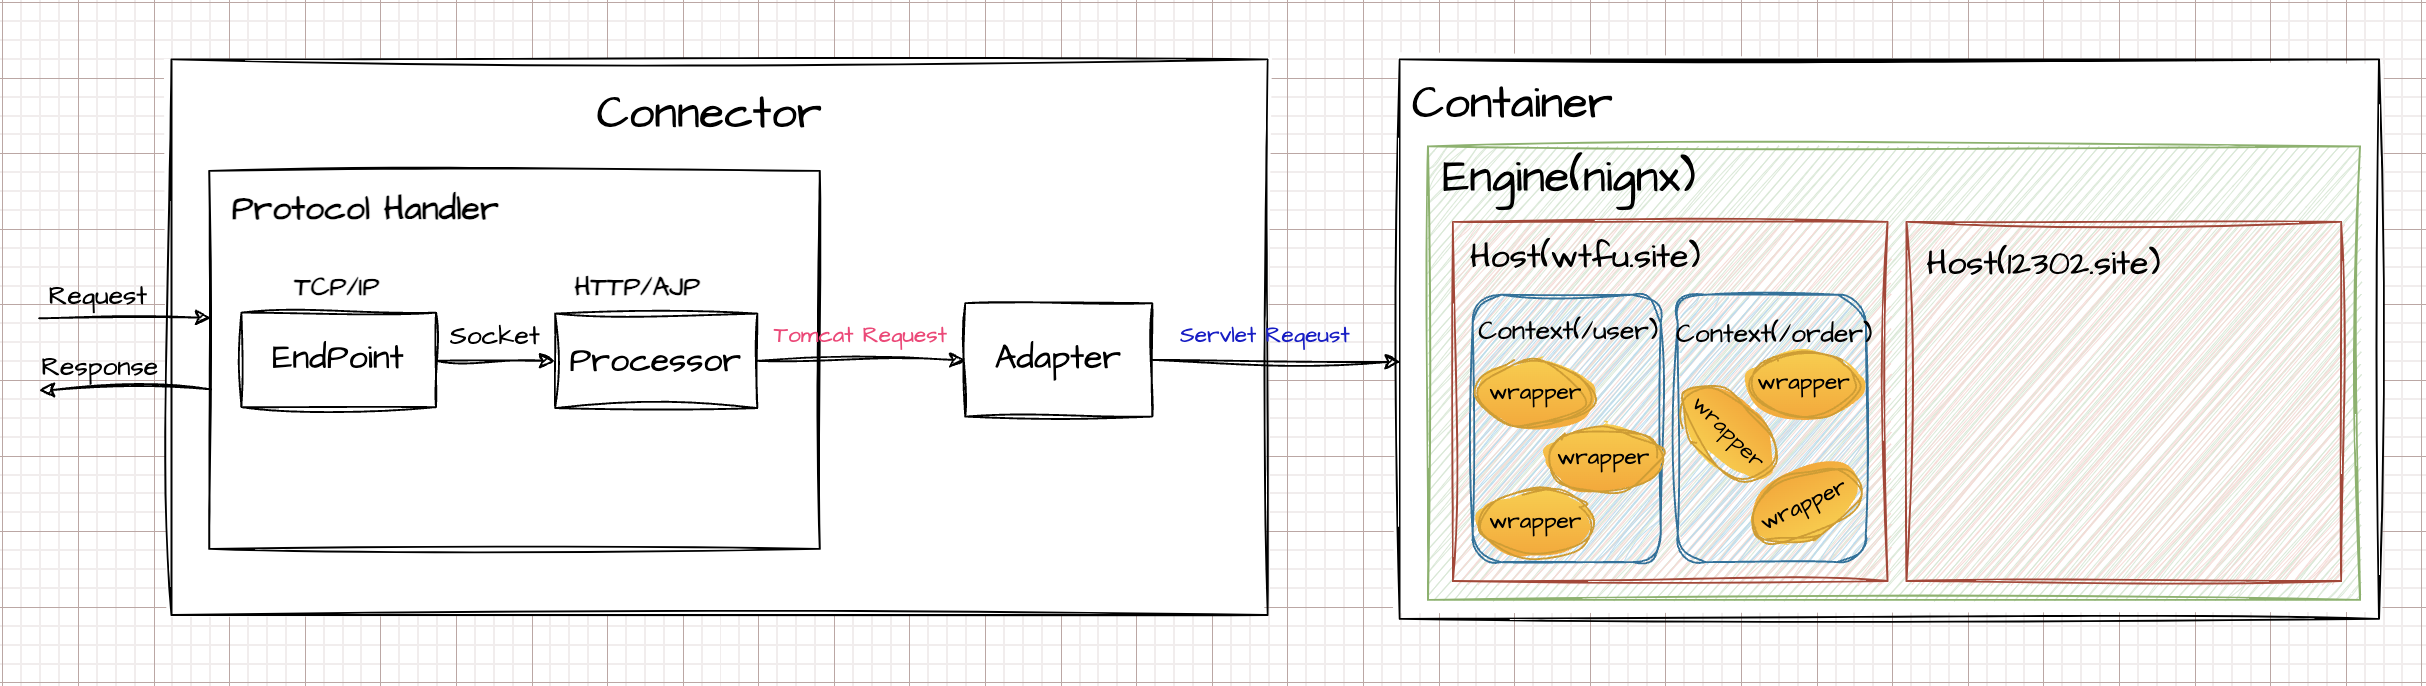 Connector
Protocol Handler
TCP/IP
HTTP/AJP
Request
Response
EndPoint
Socket
Processor
Tomcat Request
Adapter
Servlet Reqeust
Container
Engine(nignx)
Host(wtfu.site)
Context(/user)
wrapper
wrapper
wrapper
Context(/order)
wrapper
wrapper
wrapper
Host(12302.site)